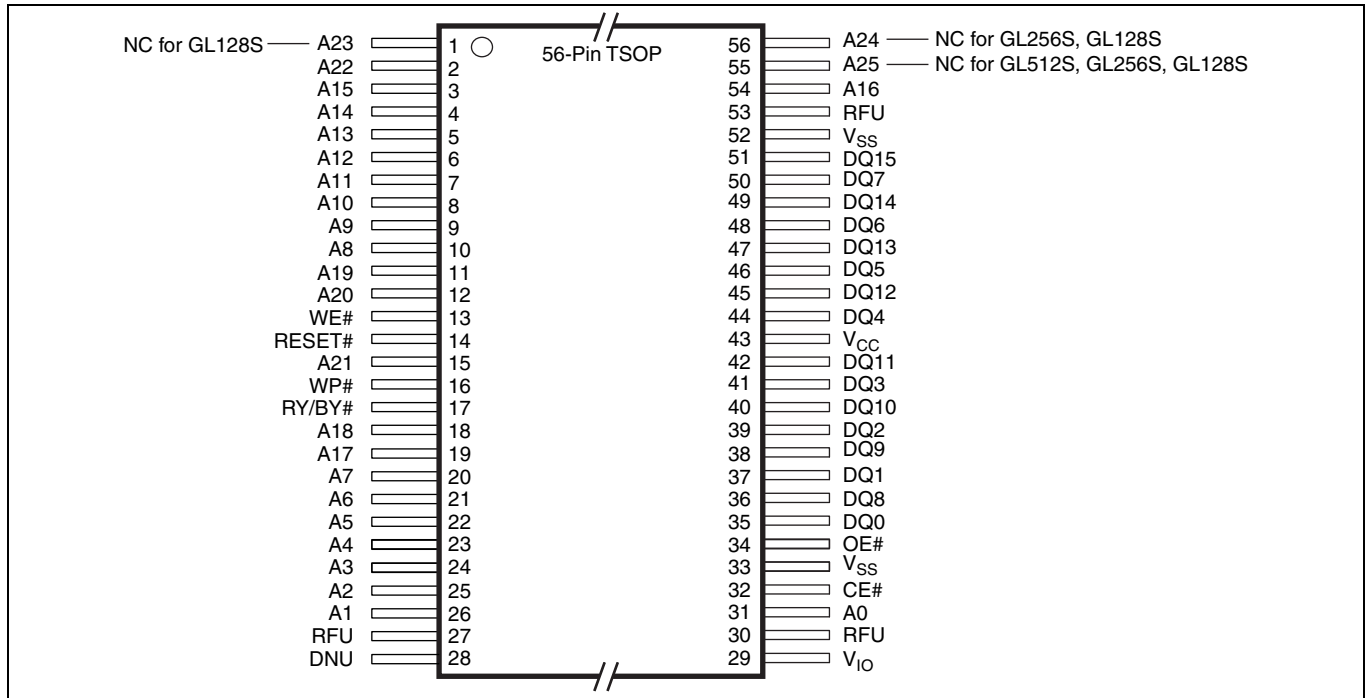 NC for GL128S A23 1 56-Pin TSOP 56 A24 NC for GL256S, GL128S
A22 2 55 A25 NC for GL512S, GL256S, GL128S
A15 3 54 A16
A14 4 53 RFU
A13 5 52 VSS
A12 6 51 DQ15
A11 7 50 DQ7
A10 8 49 DQ14
A9 9 48 DQ6
A8 10 47 DQ13
A19 11 46 DQ5
A20 12 45 DQ12
WE# 13 44 DQ4
RESET# 14 43 VCC
A21 15 42 DQ11
WP# 16 41 DQ3
RY/BY# 17 40 DQ10
A18 18 39 DQ2
A17 19 38 DQ9
A7 20 37 DQ1
A6 21 36 DQ8
A5 22 35 DQ0
A4 23 34 OE#
A3 24 33 VSS
A2 25 32 CE#
A1 26 31 A0
RFU 27 30 RFU
DNU 28 29 VIO